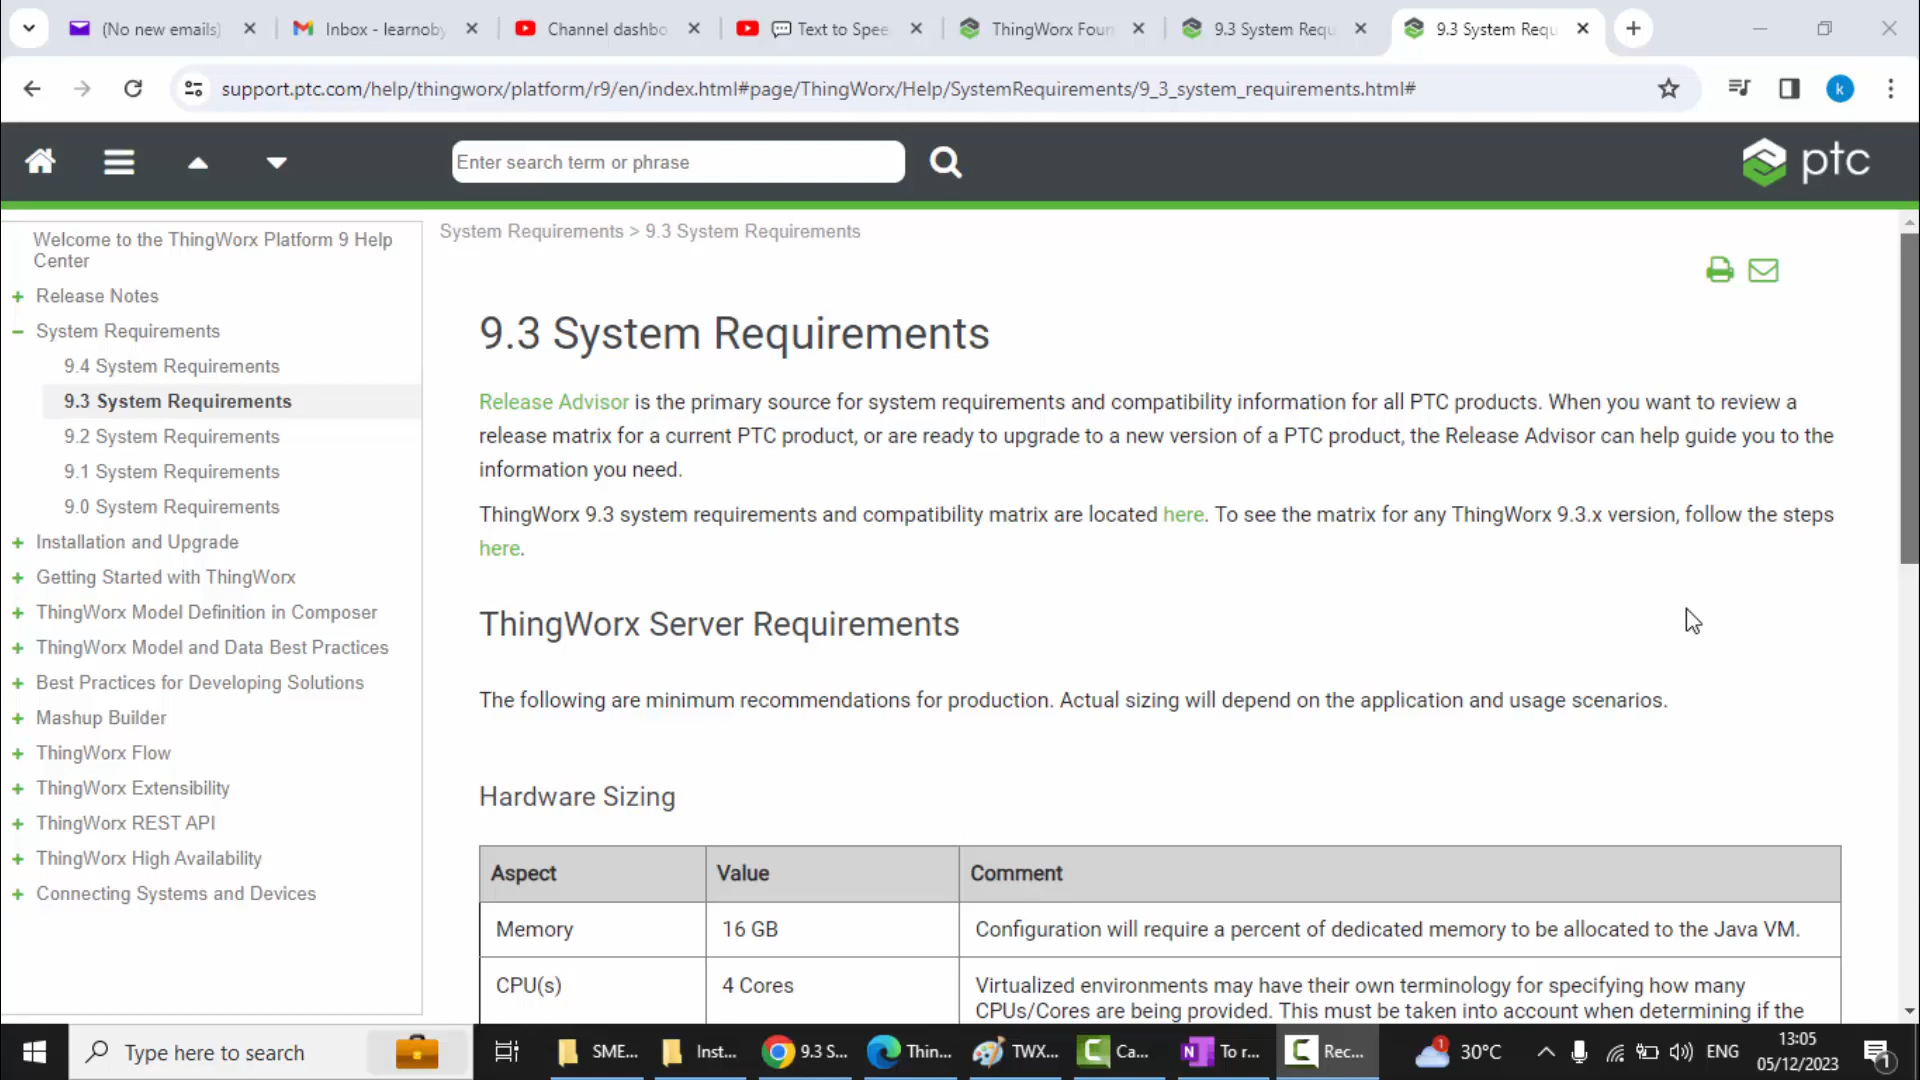 (No new emails)
Inbox - learnoby
Channel dashbo
Text to Spee
ThingWorx Foun
9.3 System Requ
9.3 System Requ
support.ptc.com/help/thingworx/platform/r9/en/index.html#page/ThingWorx/Help/SystemRequirements/9_3_system_requirements.html#
k
Enter search term or phrase
ptc
Welcome to the ThingWorx Platform 9 Help
Center
Release Notes
System Requirements
9.4 System Requirements
9.3 System Requirements
9.2 System Requirements
9.1 System Requirements
9.0 System Requirements
Installation and Upgrade
Getting Started with ThingWorx
ThingWorx Model Definition in Composer
ThingWorx Model and Data Best Practices
Best Practices for Developing Solutions
Mashup Builder
ThingWorx Flow
ThingWorx Extensibility
ThingWorx REST API
ThingWorx High Availability
Connecting Systems and Devices
System Requirements > 9.3 System Requirements
9.3 System Requirements
Release Advisor is the primary source for system requirements and compatibility information for all PTC products. When you want to review a
release matrix for a current PTC product, or are ready to upgrade to a new version of a PTC product, the Release Advisor can help guide you to the
information you need.
ThingWorx 9.3 system requirements and compatibility matrix are located here. To see the matrix for any ThingWorx 9.3.x version, follow the steps
here.
ThingWorx Server Requirements
The following are minimum recommendations for production. Actual sizing will depend on the application and usage scenarios.
Hardware Sizing
Aspect Value Comment
Memory 16 GB Configuration will require a percent of dedicated memory to be allocated to the Java VM.
CPU(s) 4 Cores Virtualized environments may have their own terminology for specifying how many
CPUs/Cores are being provided. This must be taken into account when determining if the
Type here to search
SME...
Inst...
9.3 S...
Thin...
TWX...
Ca...
N
To r...
Rec...
1
30°C
ENG
13:05
05/12/2023
1